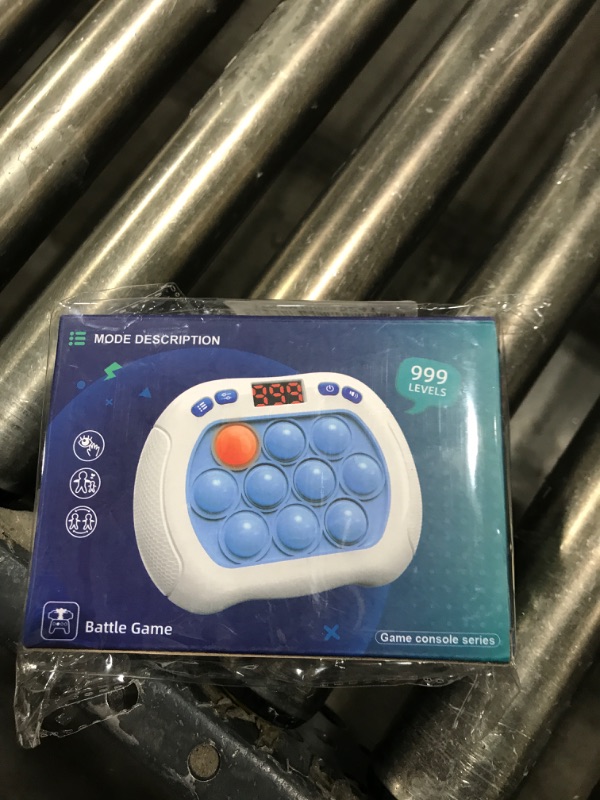 MODE DESCRIPTION
999
LEVELS
999
Battle Game
Game console series